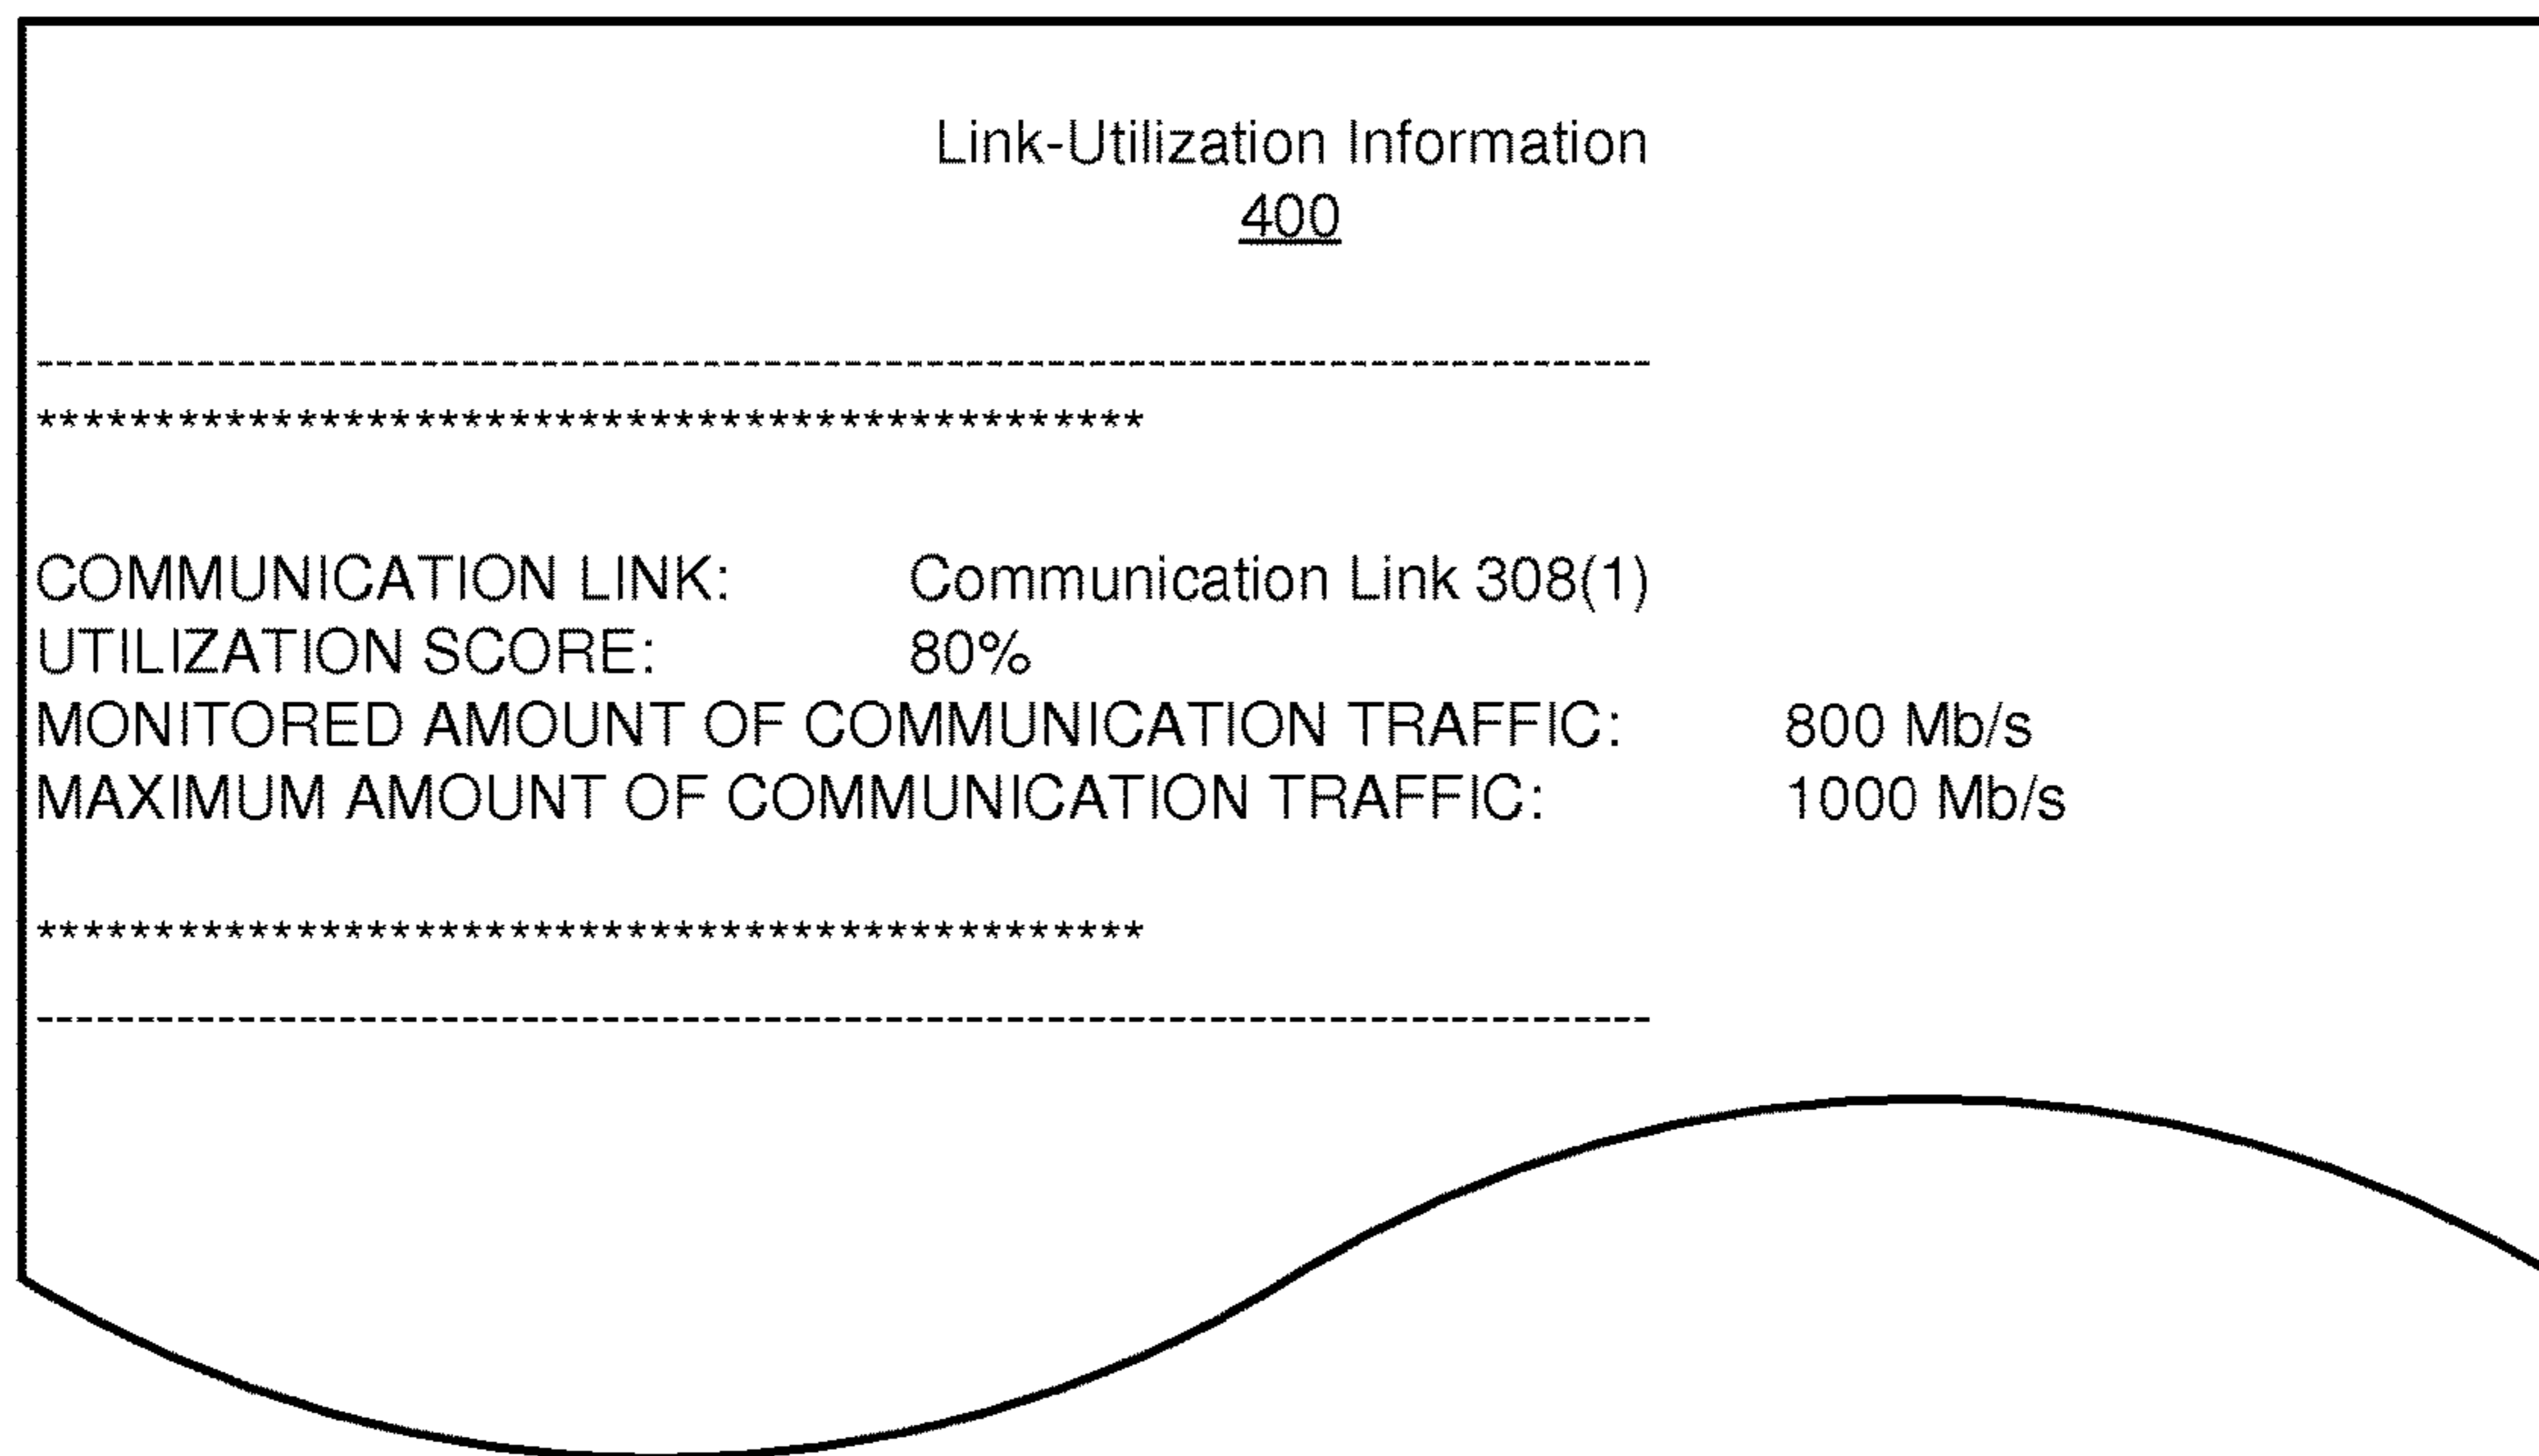 Link-Utilization Information
400
--------------------------------------------------------------------------------
***********************************************
COMMUNICATION LINK: Communication Link 308(1)
UTILIZATION SCORE: 80%
MONITORED AMOUNT OF COMMUNICATION TRAFFIC: 800 Mb/s
MAXIMUM AMOUNT OF COMMUNICATION TRAFFIC: 1000 Mb/s
***********************************************
--------------------------------------------------------------------------------